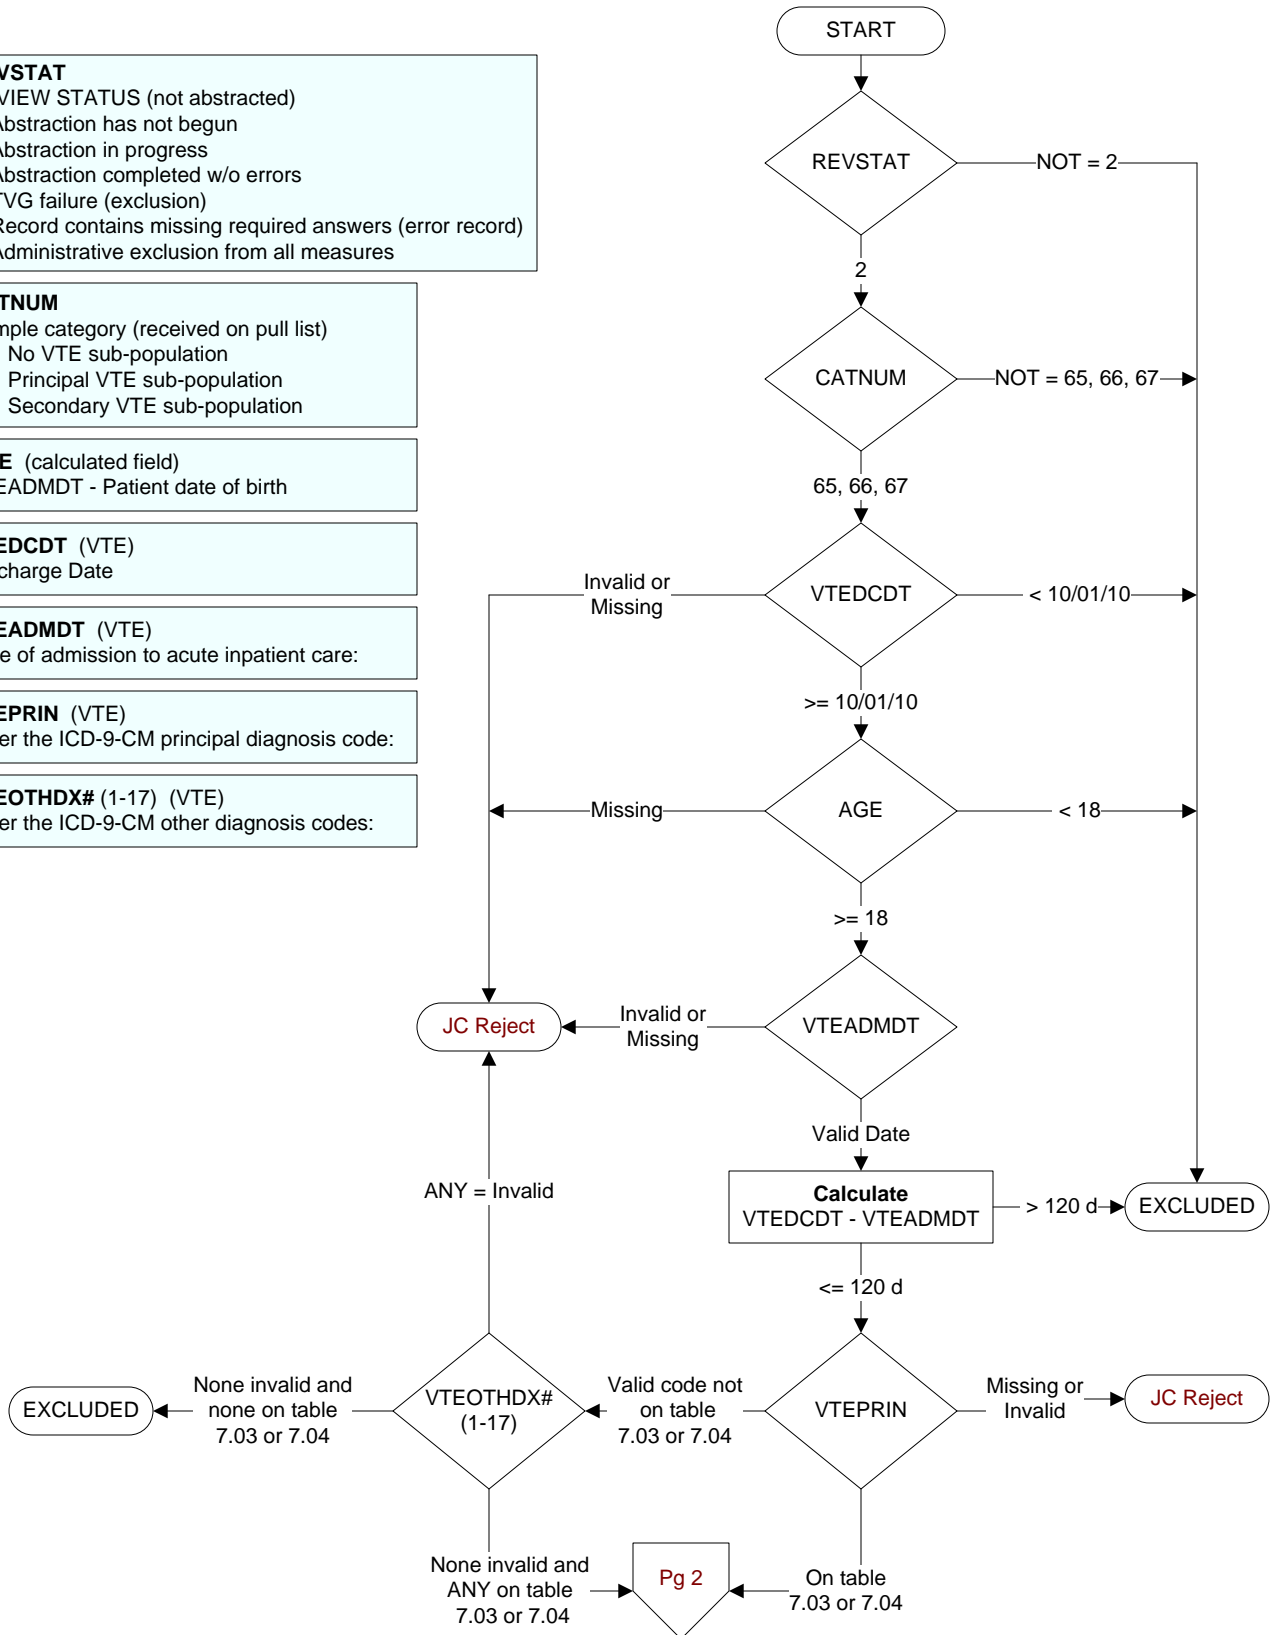 START
VSTAT
VIEW STATUS (not abstracted)
Abstraction has not begun
Abstraction in progress
Abstraction completed w/o errors
TVG failure (exclusion)
Record contains missing required answers (error record)
Administrative exclusion from all measures
REVSTAT
NOT = 2
2
TNUM
mple category (received on pull list)
No VTE sub-population
Principal VTE sub-population
Secondary VTE sub-population
CATNUM
NOT = 65, 66, 67
65, 66, 67
E (calculated field)
EADMDT - Patient date of birth
EDCDT (VTE)
charge Date
Invalid or
Missing
VTEDCDT
< 10/01/10
>= 10/01/10
EADMDT (VTE)
e of admission to acute inpatient care:
EPRIN (VTE)
er the ICD-9-CM principal diagnosis code:
EOTHDX# (1-17) (VTE)
er the ICD-9-CM other diagnosis codes:
Missing
AGE
< 18
>= 18
JC Reject
Invalid or
Missing
VTEADMDT
Valid Date
ANY = Invalid
Calculate
VTEDCDT - VTEADMDT
> 120 d
EXCLUDED
<= 120 d
EXCLUDED
None invalid and
none on table
7.03 or 7.04
VTEOTHDX#
(1-17)
Valid code not
on table
7.03 or 7.04
VTEPRIN
Missing or
Invalid
JC Reject
None invalid and
ANY on table
7.03 or 7.04
Pg 2
On table
7.03 or 7.04